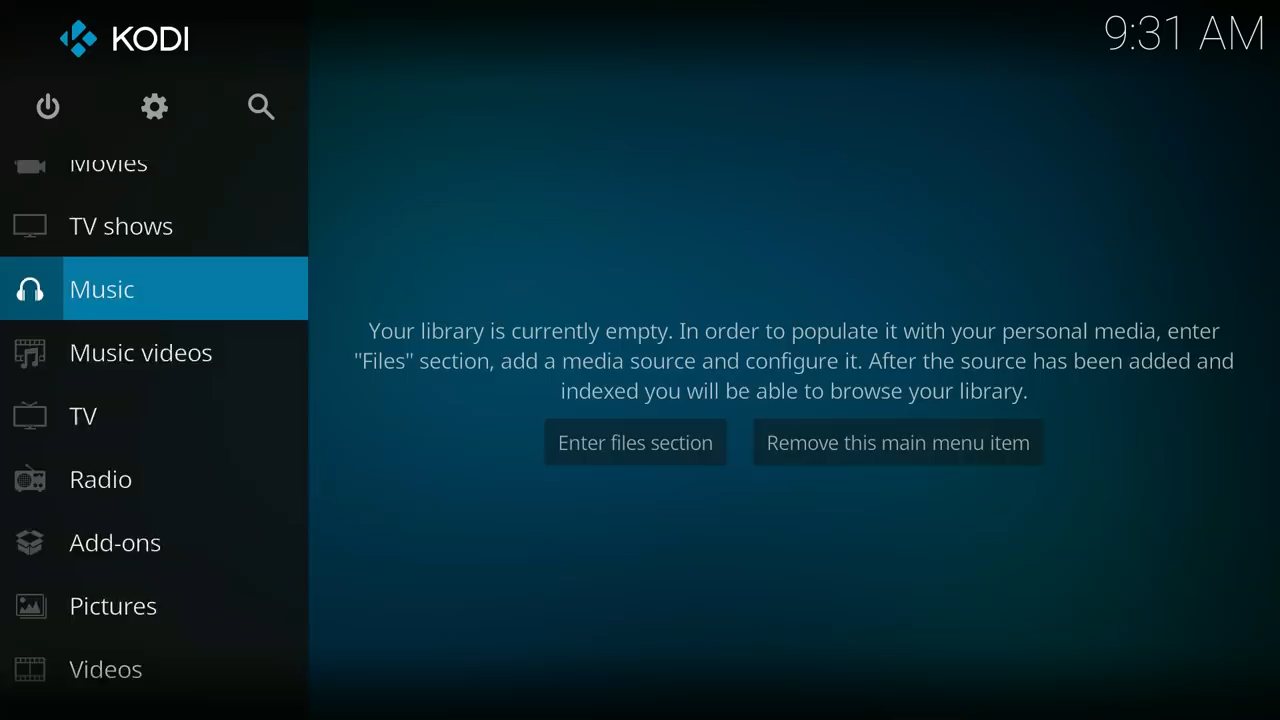 KODI
9:31 AM
Movies
TV shows
Music
Music videos
TV
Radio
Add-ons
Pictures
Videos
Your library is currently empty. In order to populate it with your personal media, enter
"Files" section, add a media source and configure it. After the source has been added and
indexed you will be able to browse your library.
Enter files section
Remove this main menu item